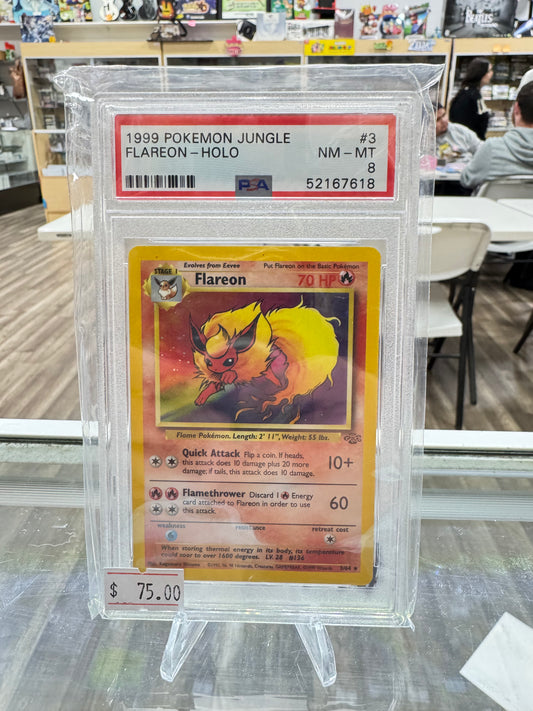 1999 POKEMON JUNGLE #3
FLAREON - HOLO NM - MT
8
PSA 52167618
Evolves from Eevee Put Flareon on the Basic Pokémon
STAGE 1 Flareon 70 HP
Flame Pokémon. Length: 2' 11", Weight: 55 lbs.
Quick Attack Flip a coin. If heads,
this attack does 10 damage plus 20 more
damage; if tails, this attack does 10 damage.
10+
Flamethrower Discard 1 Energy
card attached to Flareon in order to use
this attack.
60
weakness resistance retreat cost
When storing thermal energy in its body, its temperature
could soar to over 1600 degrees. LV. 28 #136
3/64
$ 75.00
BEATLES